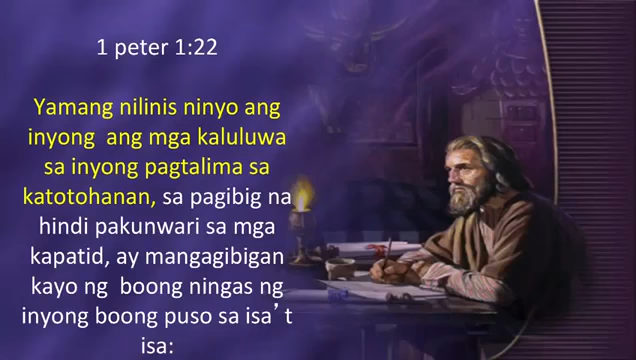 1 peter 1:22
Yamang nilinis ninyo ang
inyong  ang mga kaluluwa
sa inyong pagtalima sa
katotohanan, sa pagibig na
hindi pakunwari sa mga
kapatid, ay mangagibigan
kayo ng  boong ningas ng
inyong boong puso sa isa’t
isa: